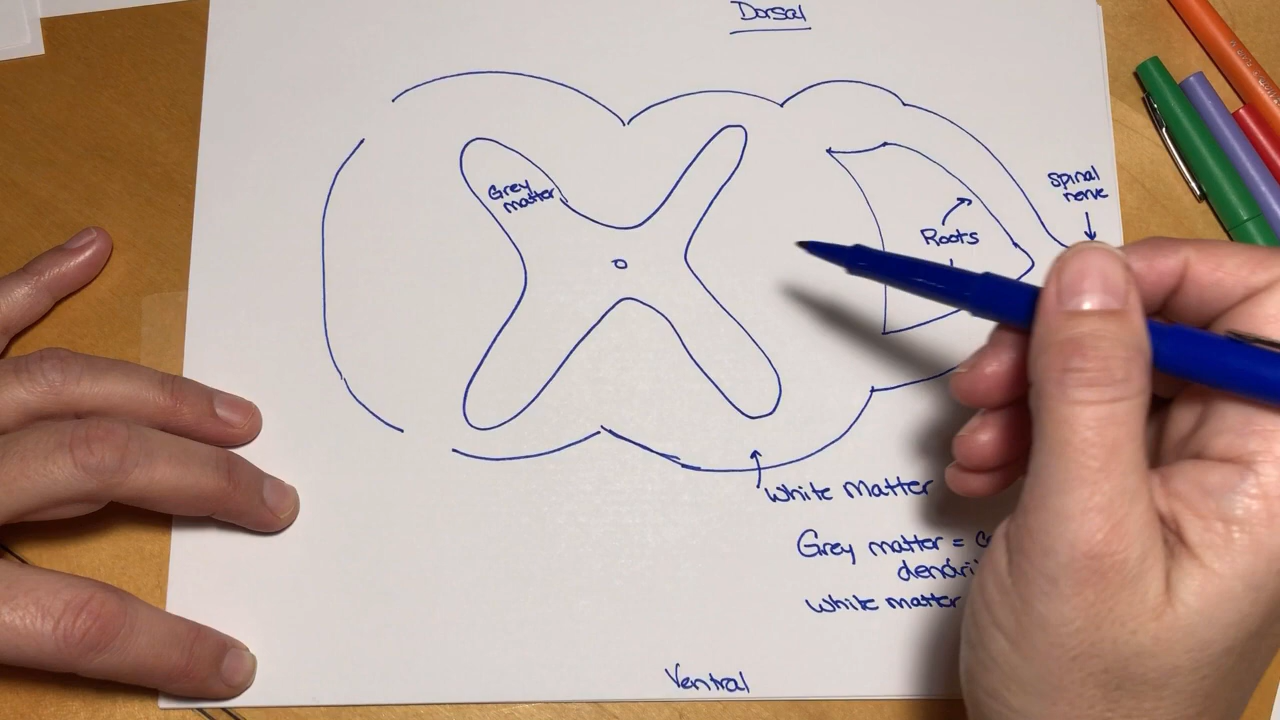 Dorsal
Spinal
nerve
Grey
matter
Roots
White Matter
Grey matter =
White matter
Ventral